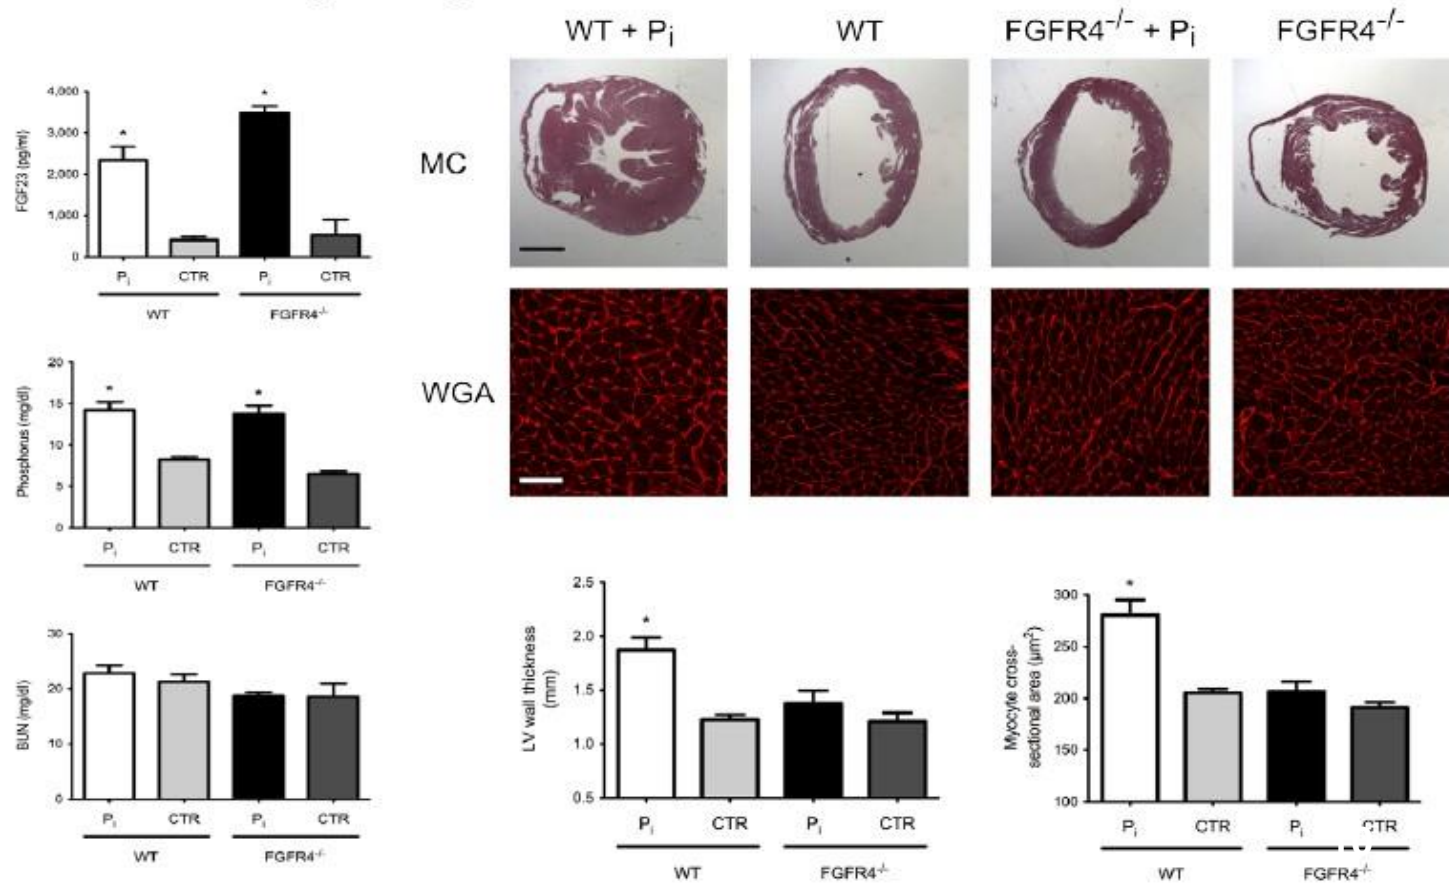 WT + Pi
WT
FGFR4-/- + Pi
FGFR4-/-
MC
WGA
FGF23 (pg/ml)
4,000
3,000
2,000
1,000
0
* *
Pi CTR Pi CTR
WT FGFR4-/-
Phosphorus (mg/dl)
20
15
10
5
0
* *
Pi CTR Pi CTR
WT FGFR4-/-
BUN (mg/dl)
30
20
10
0
Pi CTR Pi CTR
WT FGFR4-/-
LV wall thickness
(mm)
2.5
2.0
1.5
1.0
0.5
*
Pi CTR Pi CTR
WT FGFR4-/-
Myocyte cross-
sectional area (μm²)
300
250
200
150
100
*
Pi CTR Pi CTR
WT FGFR4-/-